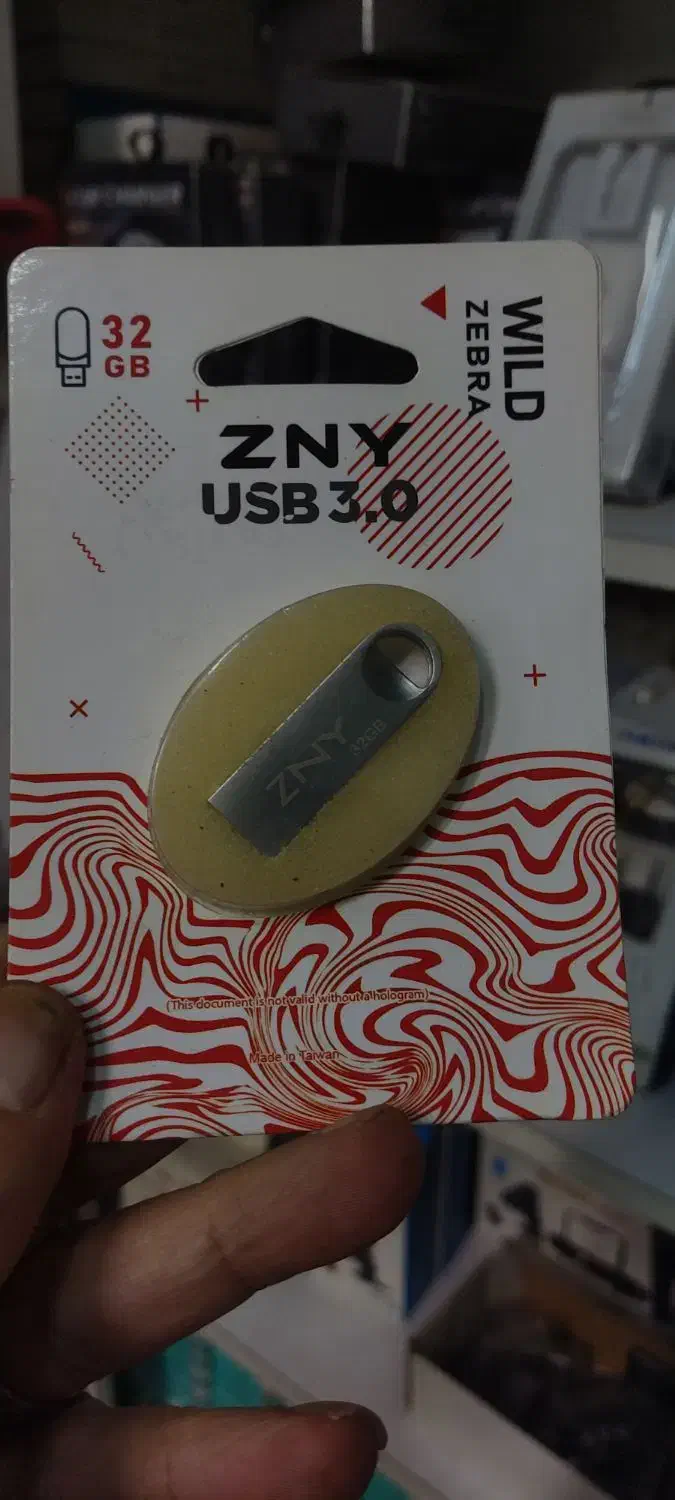 32
GB
WILD
ZEBRA
ZNY
USB 3.0
ZNY 32GB
(This document is not valid without a hologram)
Made in Taiwan